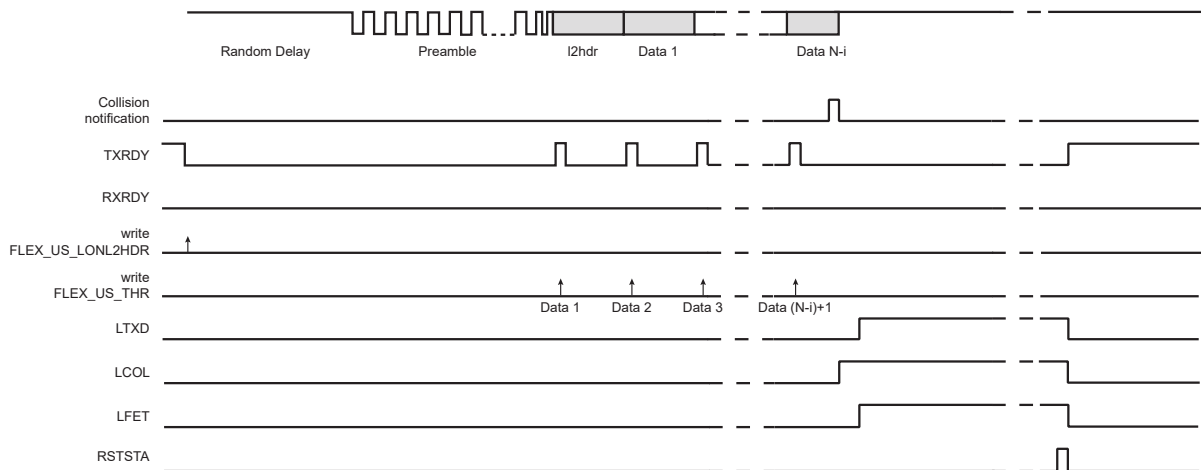 Random Delay Preamble l2hdr Data 1 Data N-i
Collision
notification
TXRDY
RXRDY
write
FLEX_US_LONL2HDR
write
FLEX_US_THR
Data 1 Data 2 Data 3 Data (N-i)+1
LTXD
LCOL
LFET
RSTSTA